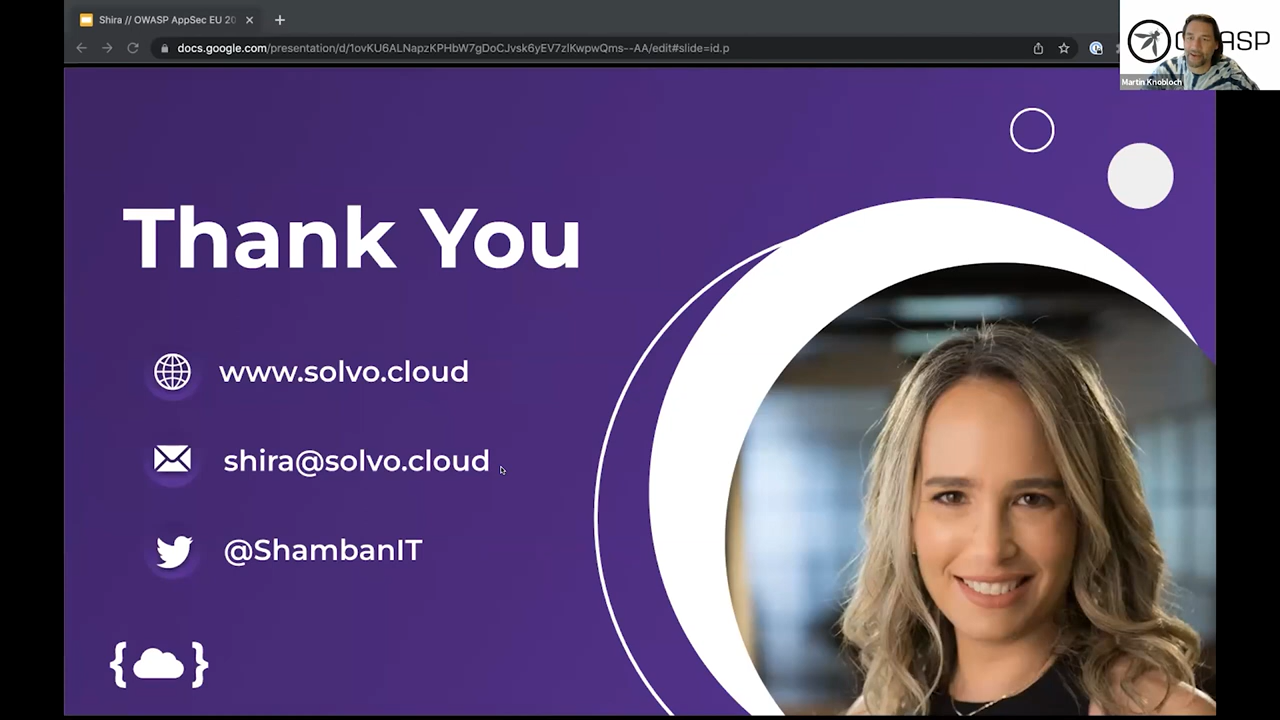 Shira // OWASP AppSec EU 20
docs.google.com/presentation/d/1ovKU6ALNapzKPHbW7gDoCJvsk6yEV7zlKwpwQms--AA/edit#slide=id.p
Martin Knobloch
Thank You
www.solvo.cloud
shira@solvo.cloud
@ShambanIT
{ }